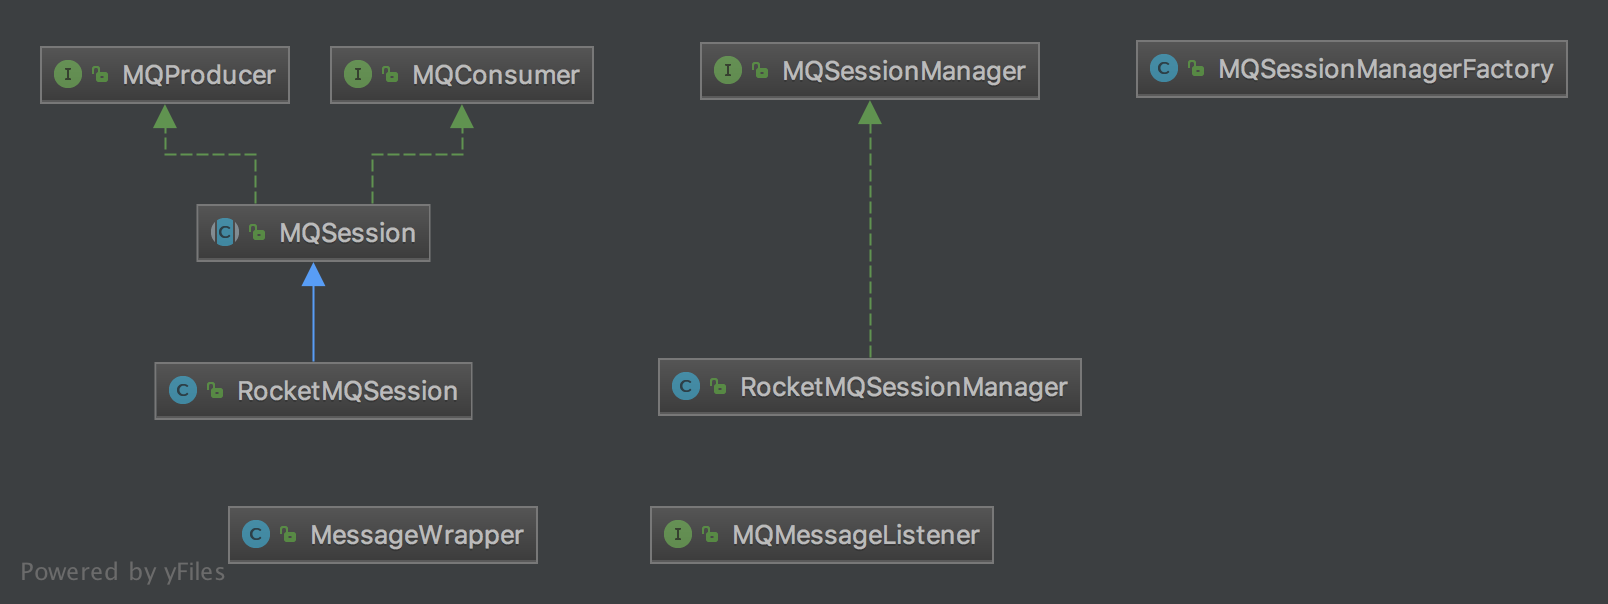 MQProducer
MQConsumer
MQSessionManager
MQSessionManagerFactory
MQSession
RocketMQSession
RocketMQSessionManager
MessageWrapper
MQMessageListener
Powered by yFiles